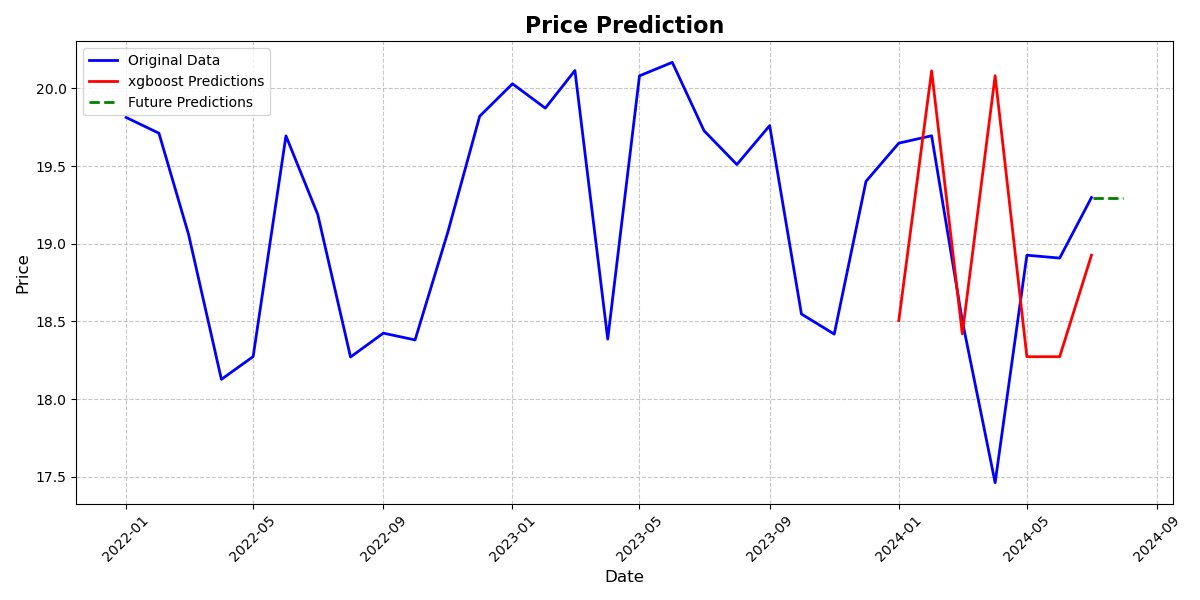 Price Prediction
Original Data
xgboost Predictions
Future Predictions
Price
20.0
19.5
19.0
18.5
18.0
17.5
2022-01
2022-05
2022-09
2023-01
2023-05
2023-09
2024-01
2024-05
2024-09
Date